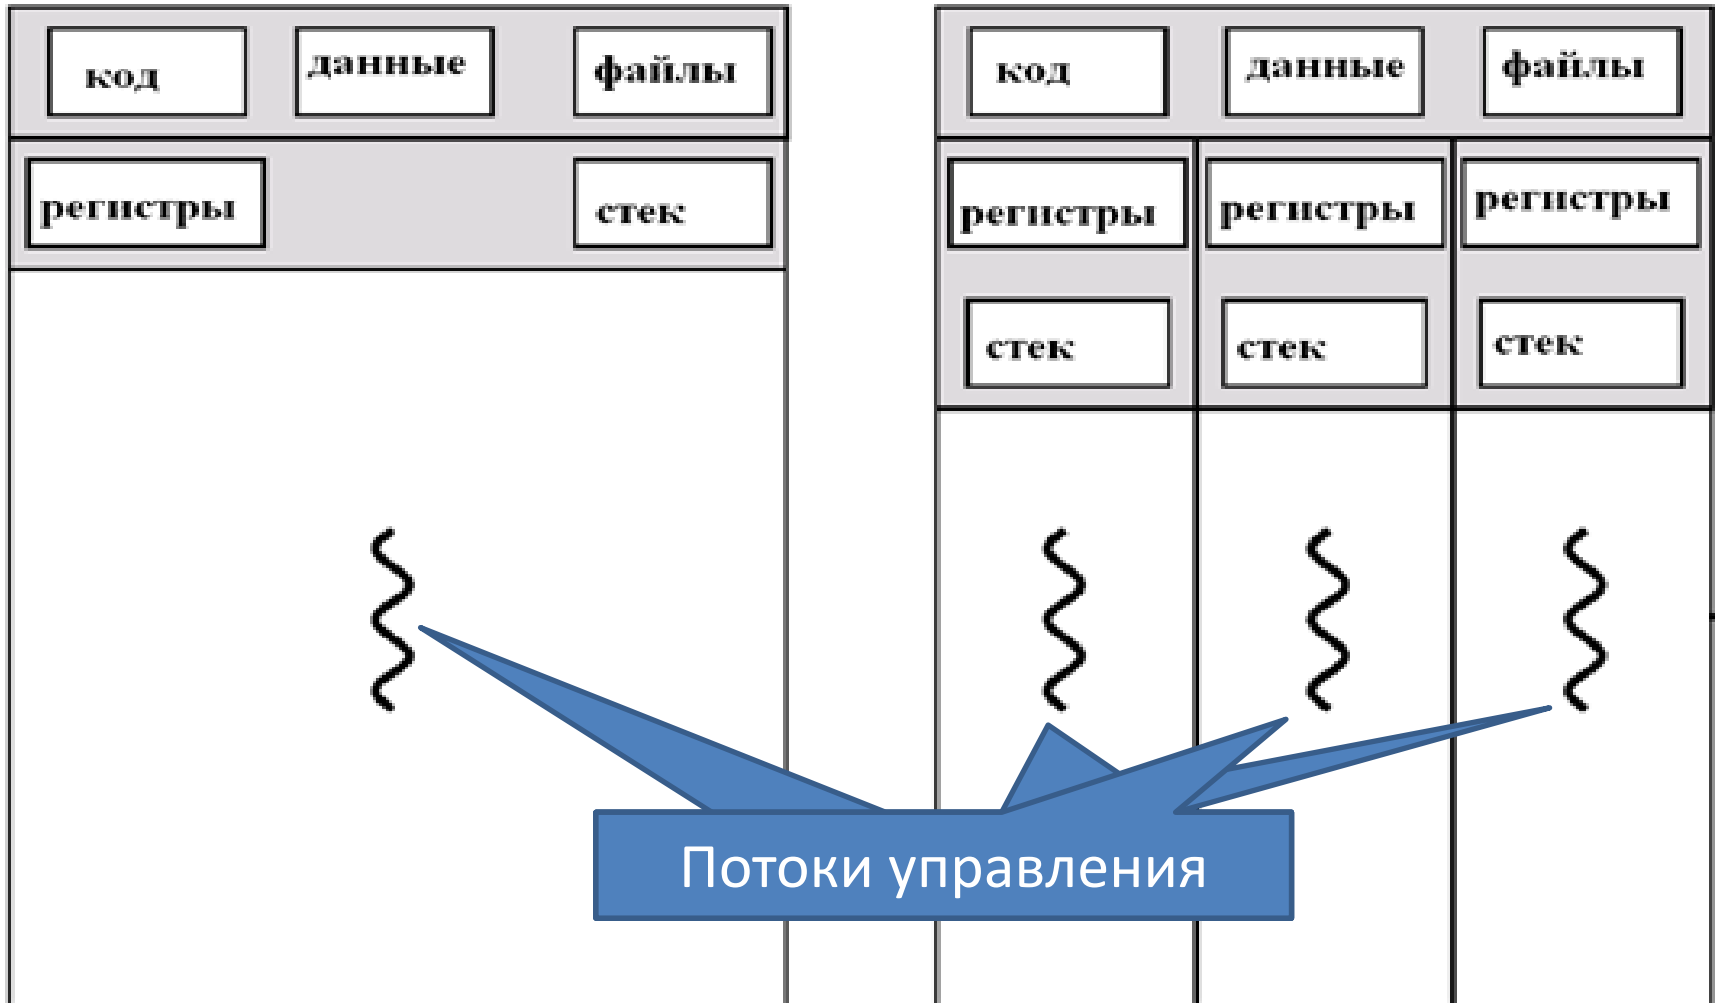 код данные файлы
регистры стек
код данные файлы
регистры регистры регистры
стек стек стек
Потоки управления